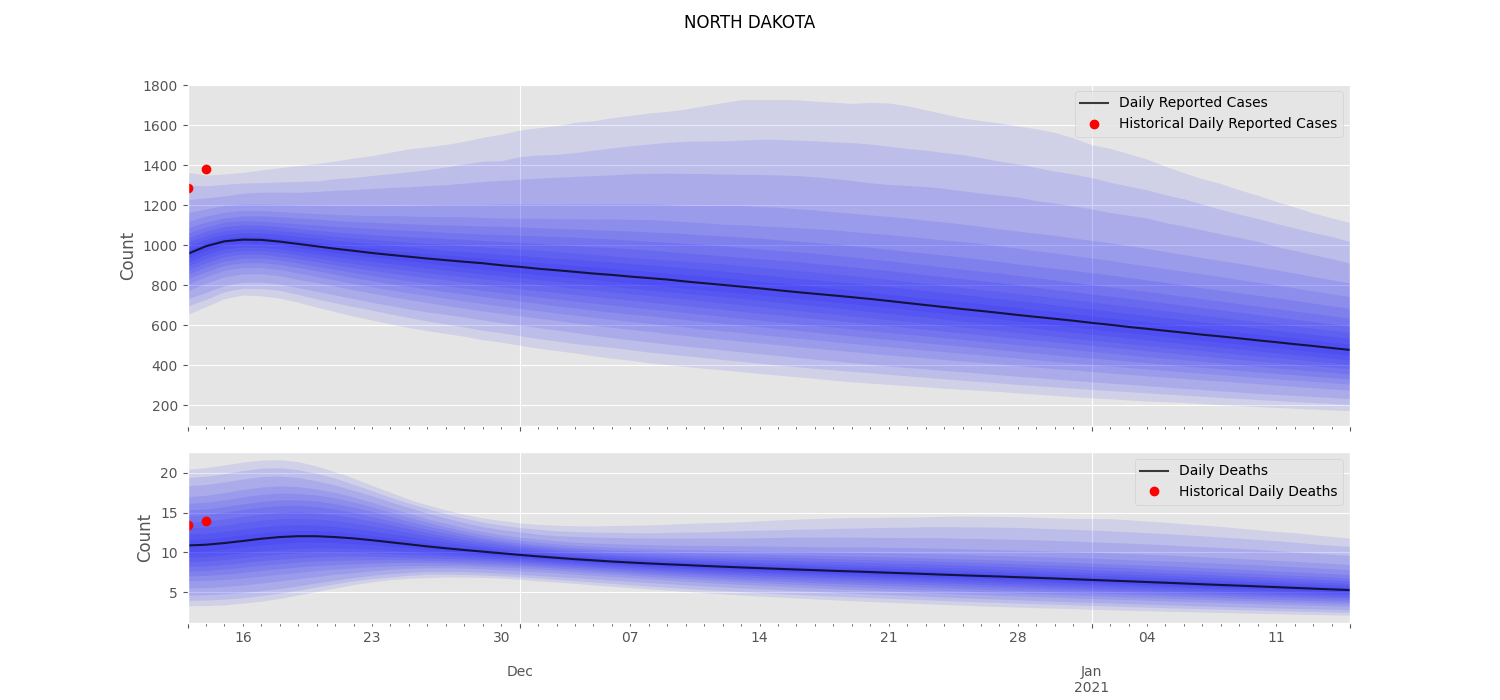 NORTH DAKOTA
1800
1600
1400
1200
1000
800
600
400
200
Count
Daily Reported Cases
Historical Daily Reported Cases
20
15
10
5
Count
Daily Deaths
Historical Daily Deaths
16 23 30 07 14 21 28 04 11
Dec Jan
2021